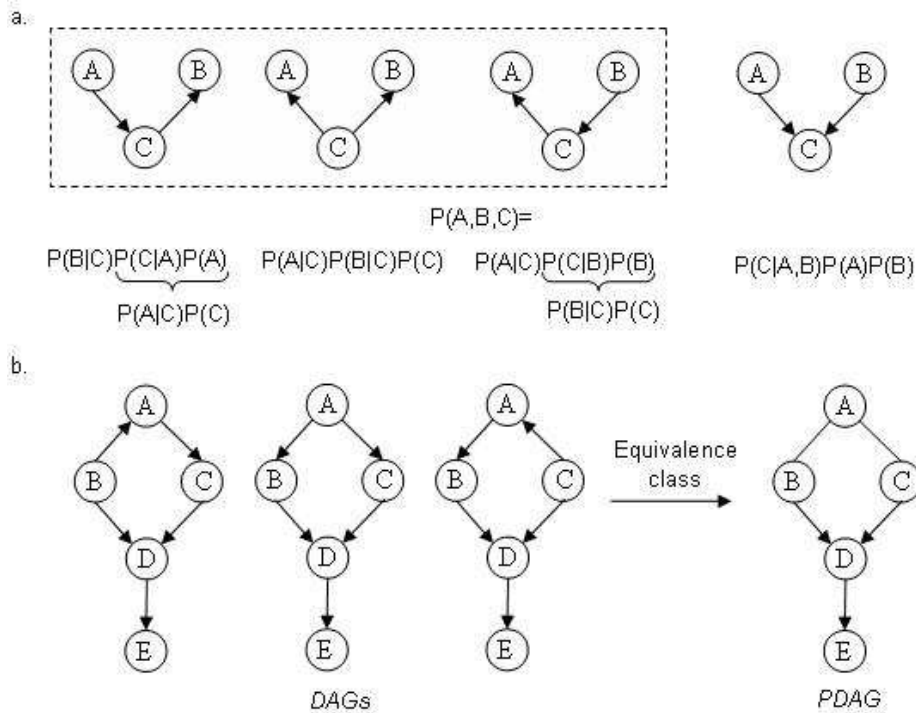 a.
A B A B A B A B
C C C C
P(A,B,C)=
P(B|C)P(C|A)P(A) P(A|C)P(B|C)P(C) P(A|C)P(C|B)P(B) P(C|A,B)P(A)P(B)
P(A|C)P(C) P(B|C)P(C)
b.
A A A A
Equivalence
class
B C B C B C B C
D D D D
E E E E
DAGs PDAG